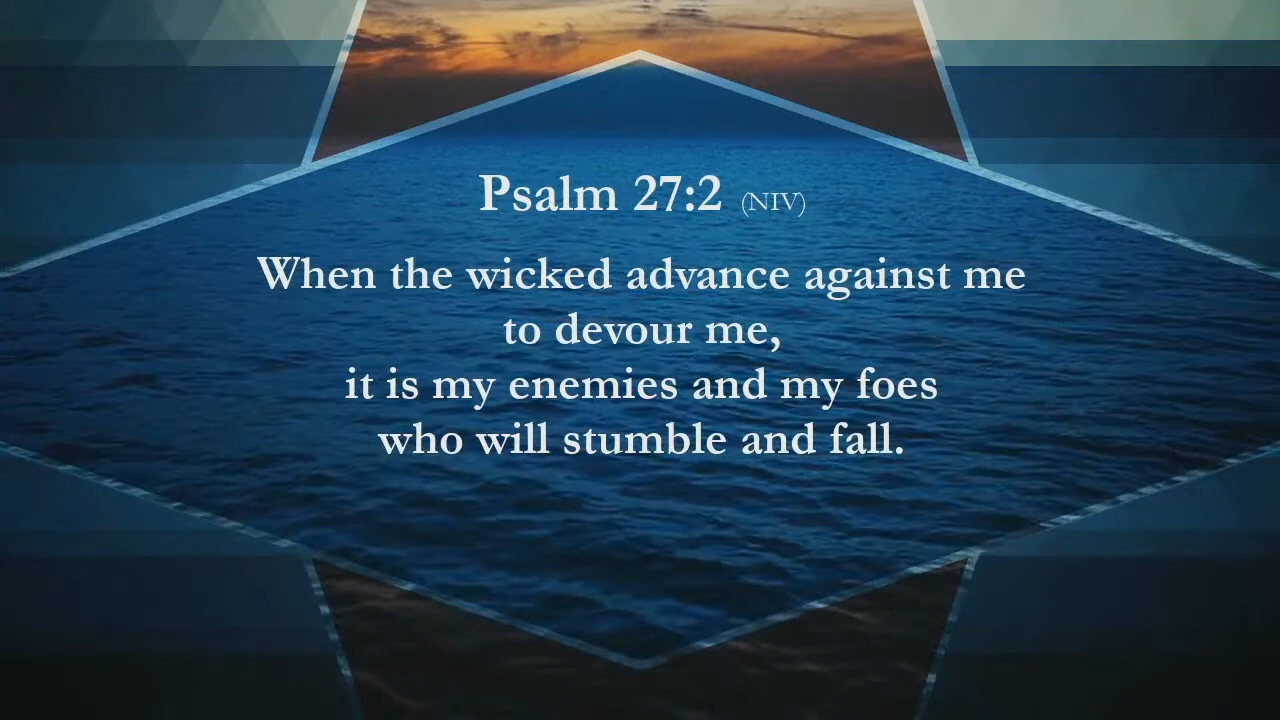 Psalm 27:2 (NIV)
When the wicked advance against me
to devour me,
it is my enemies and my foes
who will stumble and fall.